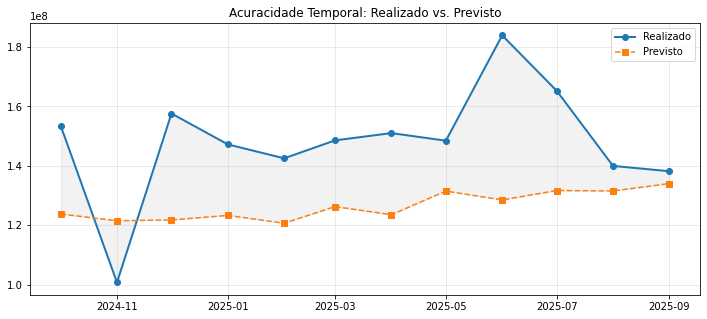 Acuracidade Temporal: Realizado vs. Previsto
1e8
Realizado
Previsto
1.8
1.6
1.4
1.2
1.0
2024-11
2025-01
2025-03
2025-05
2025-07
2025-09